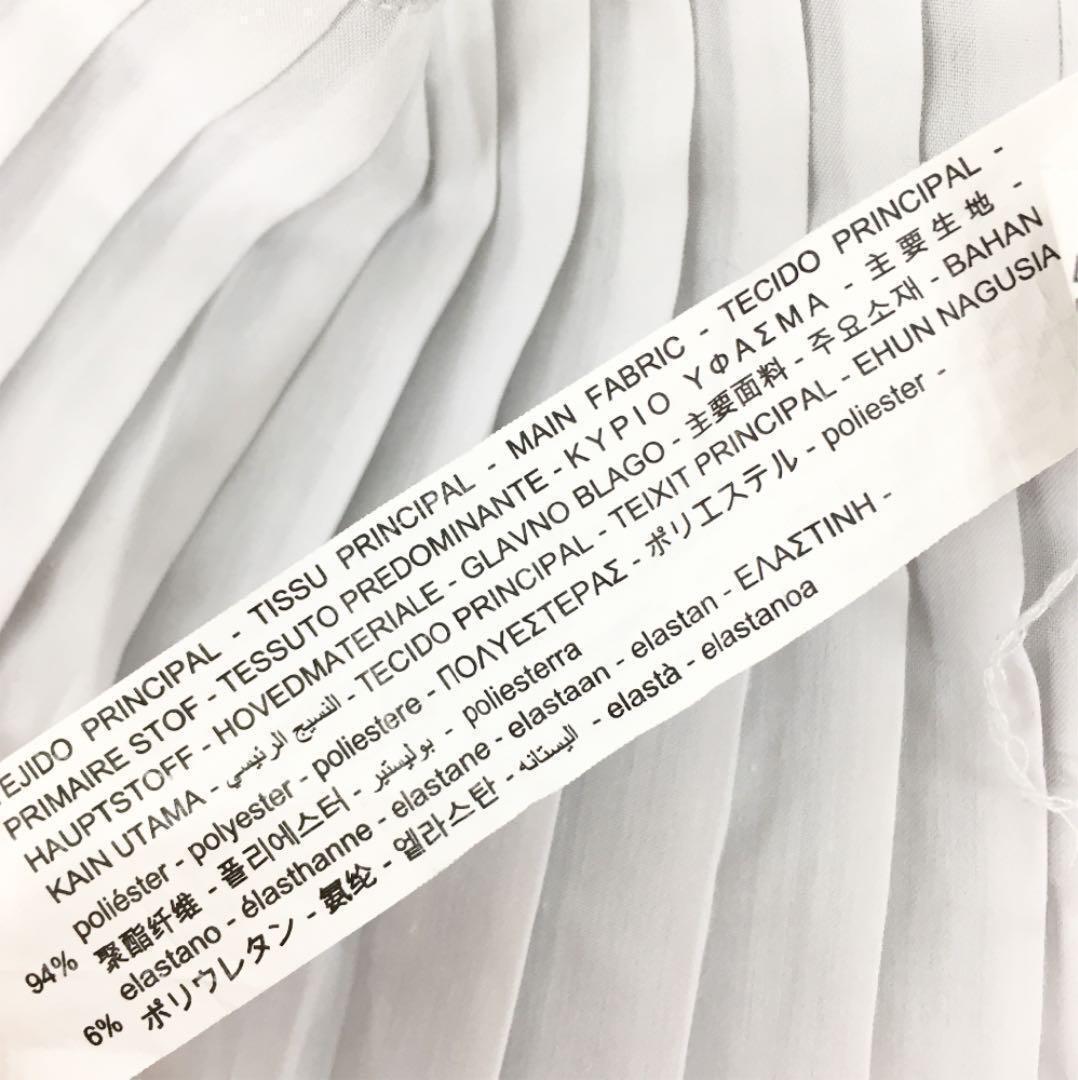 TEJIDO PRINCIPAL - TISSU PRINCIPAL - MAIN FABRIC - TECIDO PRINCIPAL -
PRIMAIRE STOF - TESSUTO PREDOMINANTE - ΚΥΡΙΟ ΥΦΑΣΜΑ - 主要生地 -
HAUPTSTOFF - HOVEDMATERIALE - GLAVNO BLAGO - 主要面料 - 주요소재 - BAHAN
KAIN UTAMA - النسيج الرئيسي - TECIDO PRINCIPAL - TEIXIT PRINCIPAL - EHUN NAGUSIA
poliéster - polyester - poliestere - ΠΟΛΥΕΣΤΕΡΑΣ - ポリエステル - poliester -
94% 聚酯纤维 - 폴리에스터 - بوليستير - poliesterra
elastano - élasthanne - elastane - elastaan - elastan - ΕΛΑΣΤΙΝΗ -
6% ポリウレタン - 氨纶 - 엘라스탄 - اليستانه - elastà - elastanoa